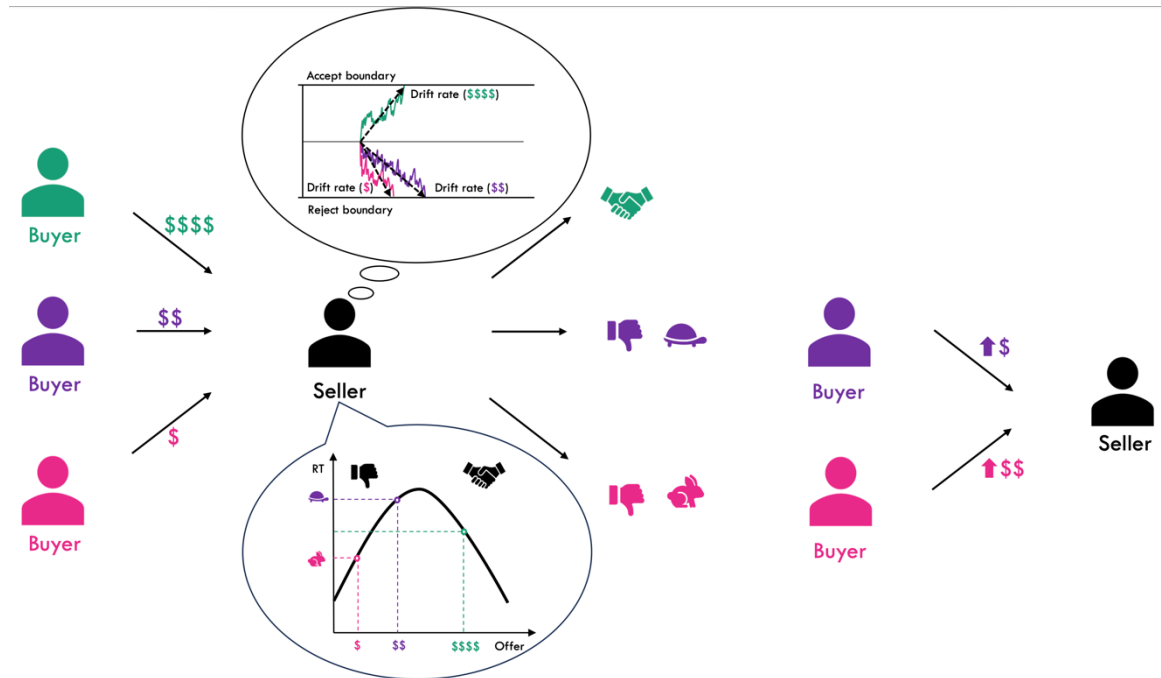 Accept boundary
Drift rate ($$$$)
Drift rate ($)
Drift rate ($$)
Reject boundary
Buyer
$$$$
Buyer
$$
Buyer
$
Seller
RT
$
$$
$$$$
Offer
Buyer
$
Buyer
$$
Seller